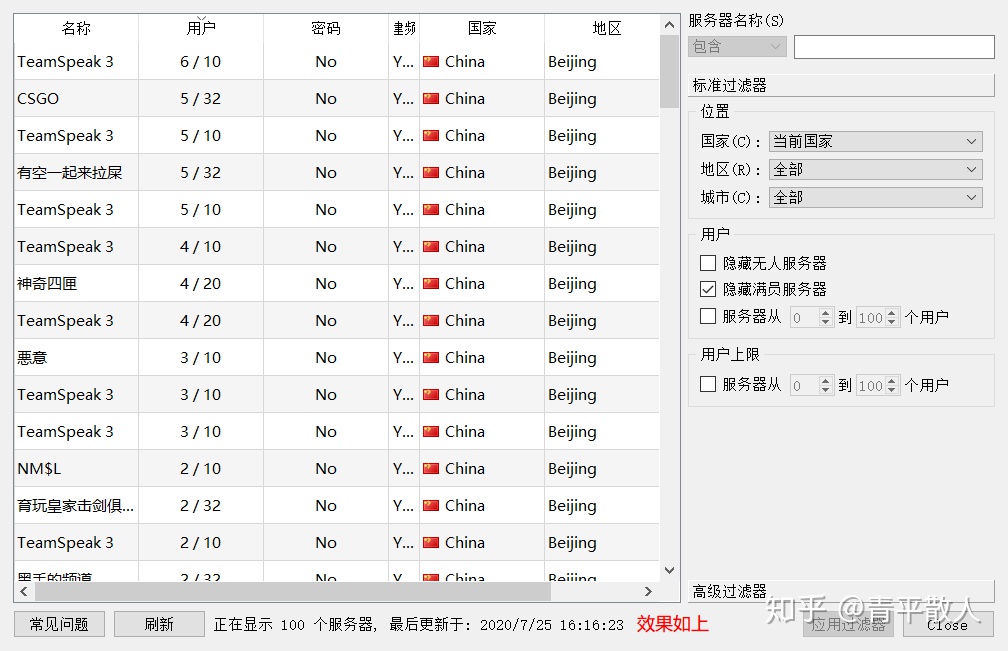 名称 用户 密码 建频 国家 地区
TeamSpeak 3 6 / 10 No Y... China Beijing
CSGO 5 / 32 No Y... China Beijing
TeamSpeak 3 5 / 10 No Y... China Beijing
有空一起来拉屎 5 / 32 No Y... China Beijing
TeamSpeak 3 5 / 10 No Y... China Beijing
TeamSpeak 3 4 / 10 No Y... China Beijing
神奇四匣 4 / 20 No Y... China Beijing
TeamSpeak 3 4 / 20 No Y... China Beijing
悪意 3 / 10 No Y... China Beijing
TeamSpeak 3 3 / 10 No Y... China Beijing
TeamSpeak 3 3 / 10 No Y... China Beijing
NM$L 2 / 10 No Y... China Beijing
育玩皇家击剑俱... 2 / 32 No Y... China Beijing
TeamSpeak 3 2 / 10 No Y... China Beijing
黑手的频道 2 / 32 No Y... China Beijing
服务器名称(S)
包含
标准过滤器
位置
国家(C)： 当前国家
地区(R)： 全部
城市(C)： 全部
用户
隐藏无人服务器
隐藏满员服务器
服务器从 0 到 100 个用户
用户上限
服务器从 0 到 100 个用户
高级过滤器
常见问题 刷新 正在显示 100 个服务器, 最后更新于: 2020/7/25 16:16:23 效果如上 应用过滤器 Close
知乎 @青平散人